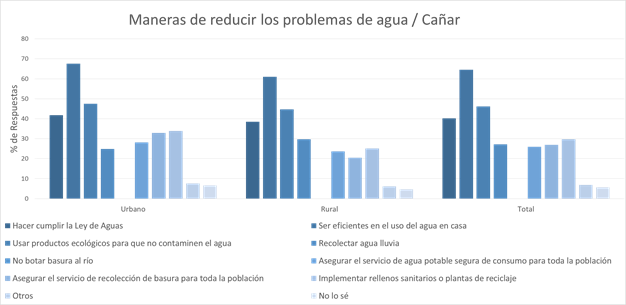 Maneras de reducir los problemas de agua / Cañar
80
70
60
50
40
30
20
10
0
% de Respuestas
Urbano Rural Total
Hacer cumplir la Ley de Aguas Ser eficientes en el uso del agua en casa
Usar productos ecológicos para que no contaminen el agua Recolectar agua lluvia
No botar basura al río Asegurar el servicio de agua potable segura de consumo para toda la población
Asegurar el servicio de recolección de basura para toda la población Implementar rellenos sanitarios o plantas de reciclaje
Otros No lo sé